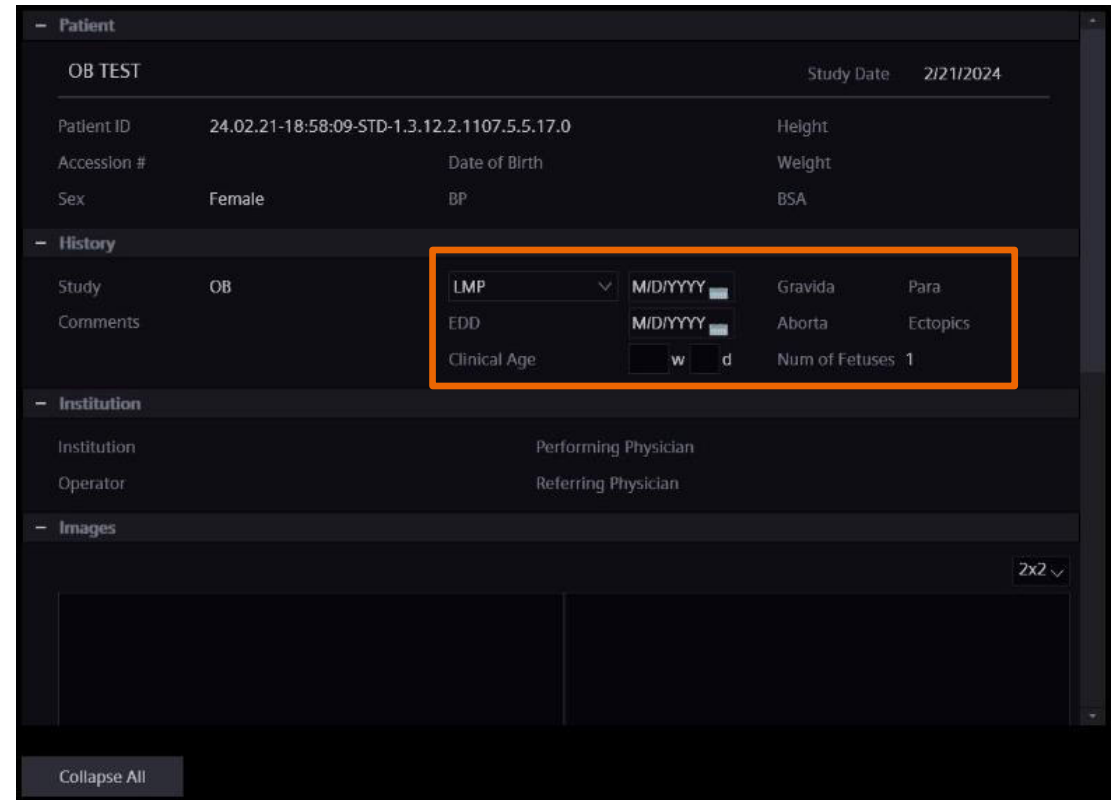 − Patient
OB TEST Study Date 2/21/2024
Patient ID 24.02.21-18:58:09-STD-1.3.12.2.1107.5.5.17.0 Height
Accession # Date of Birth Weight
Sex Female BP BSA
− History
Study OB LMP M/D/YYYY Gravida Para
Comments EDD M/D/YYYY Aborta Ectopics
Clinical Age w d Num of Fetuses 1
− Institution
Institution Performing Physician
Operator Referring Physician
− Images
2x2
Collapse All